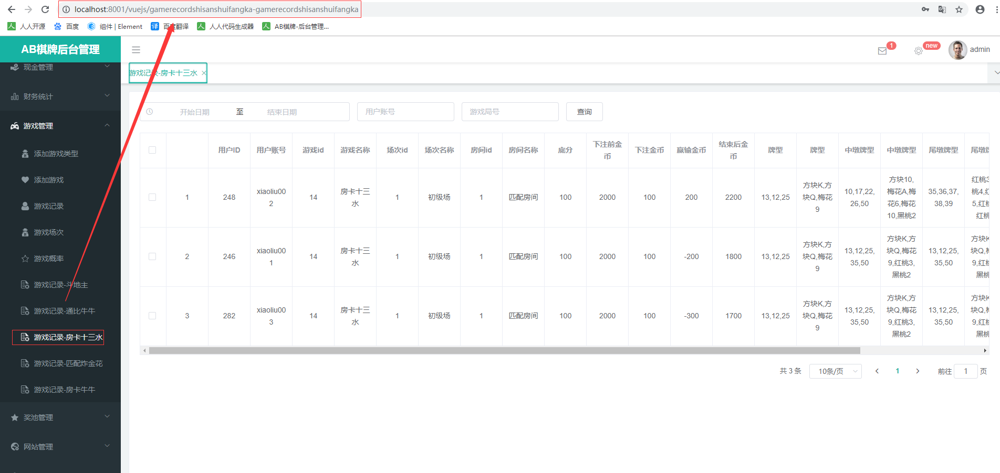 localhost:8001/vuejs/gamerecordshisanshuifangka-gamerecordshisanshuifangka
人人开源 百度 组件 | Element 百度翻译 人人代码生成器 AB棋牌-后台管理...
AB棋牌后台管理
1 new admin
现金管理
财务统计
游戏管理
添加游戏类型
添加游戏
游戏记录
游戏场次
游戏概率
游戏记录-斗地主
游戏记录-通比牛牛
游戏记录-房卡十三水
游戏记录-匹配炸金花
游戏记录-房卡牛牛
奖池管理
网站管理
游戏记录-房卡十三水
开始日期 至 结束日期 用户账号 游戏局号 查询
用户ID 用户账号 游戏id 游戏名称 场次id 场次名称 房间id 房间名称 底分 下注前金币 下注金币 赢输金币 结束后金币 牌型 牌型 中墩牌型 中墩牌型 尾墩牌型 尾墩
1 248 xiaoliu002 14 房卡十三水 1 初级场 1 匹配房间 100 2000 100 200 2200 13,12,25 方块K,方块Q,梅花9 10,17,22,26,50 方块10,梅花A,梅花6,梅花10,黑桃2 35,36,37,38,39 红桃3 桃4,红 5,红桃 红桃
2 246 xiaoliu001 14 房卡十三水 1 初级场 1 匹配房间 100 2000 100 -200 1800 13,12,25 方块K,方块Q,梅花9 13,12,25,35,50 方块K,方块Q,梅花9,红桃3,黑桃2 13,12,25,35,50 方块K 块Q,梅 9,红桃 黑桃
3 282 xiaoliu003 14 房卡十三水 1 初级场 1 匹配房间 100 2000 100 -300 1700 13,12,25 方块K,方块Q,梅花9 13,12,25,35,50 方块K,方块Q,梅花9,红桃3,黑桃2 13,12,25,35,50 方块K 块Q,梅 9,红桃 黑桃
共 3 条 10条/页 1 前往 1 页